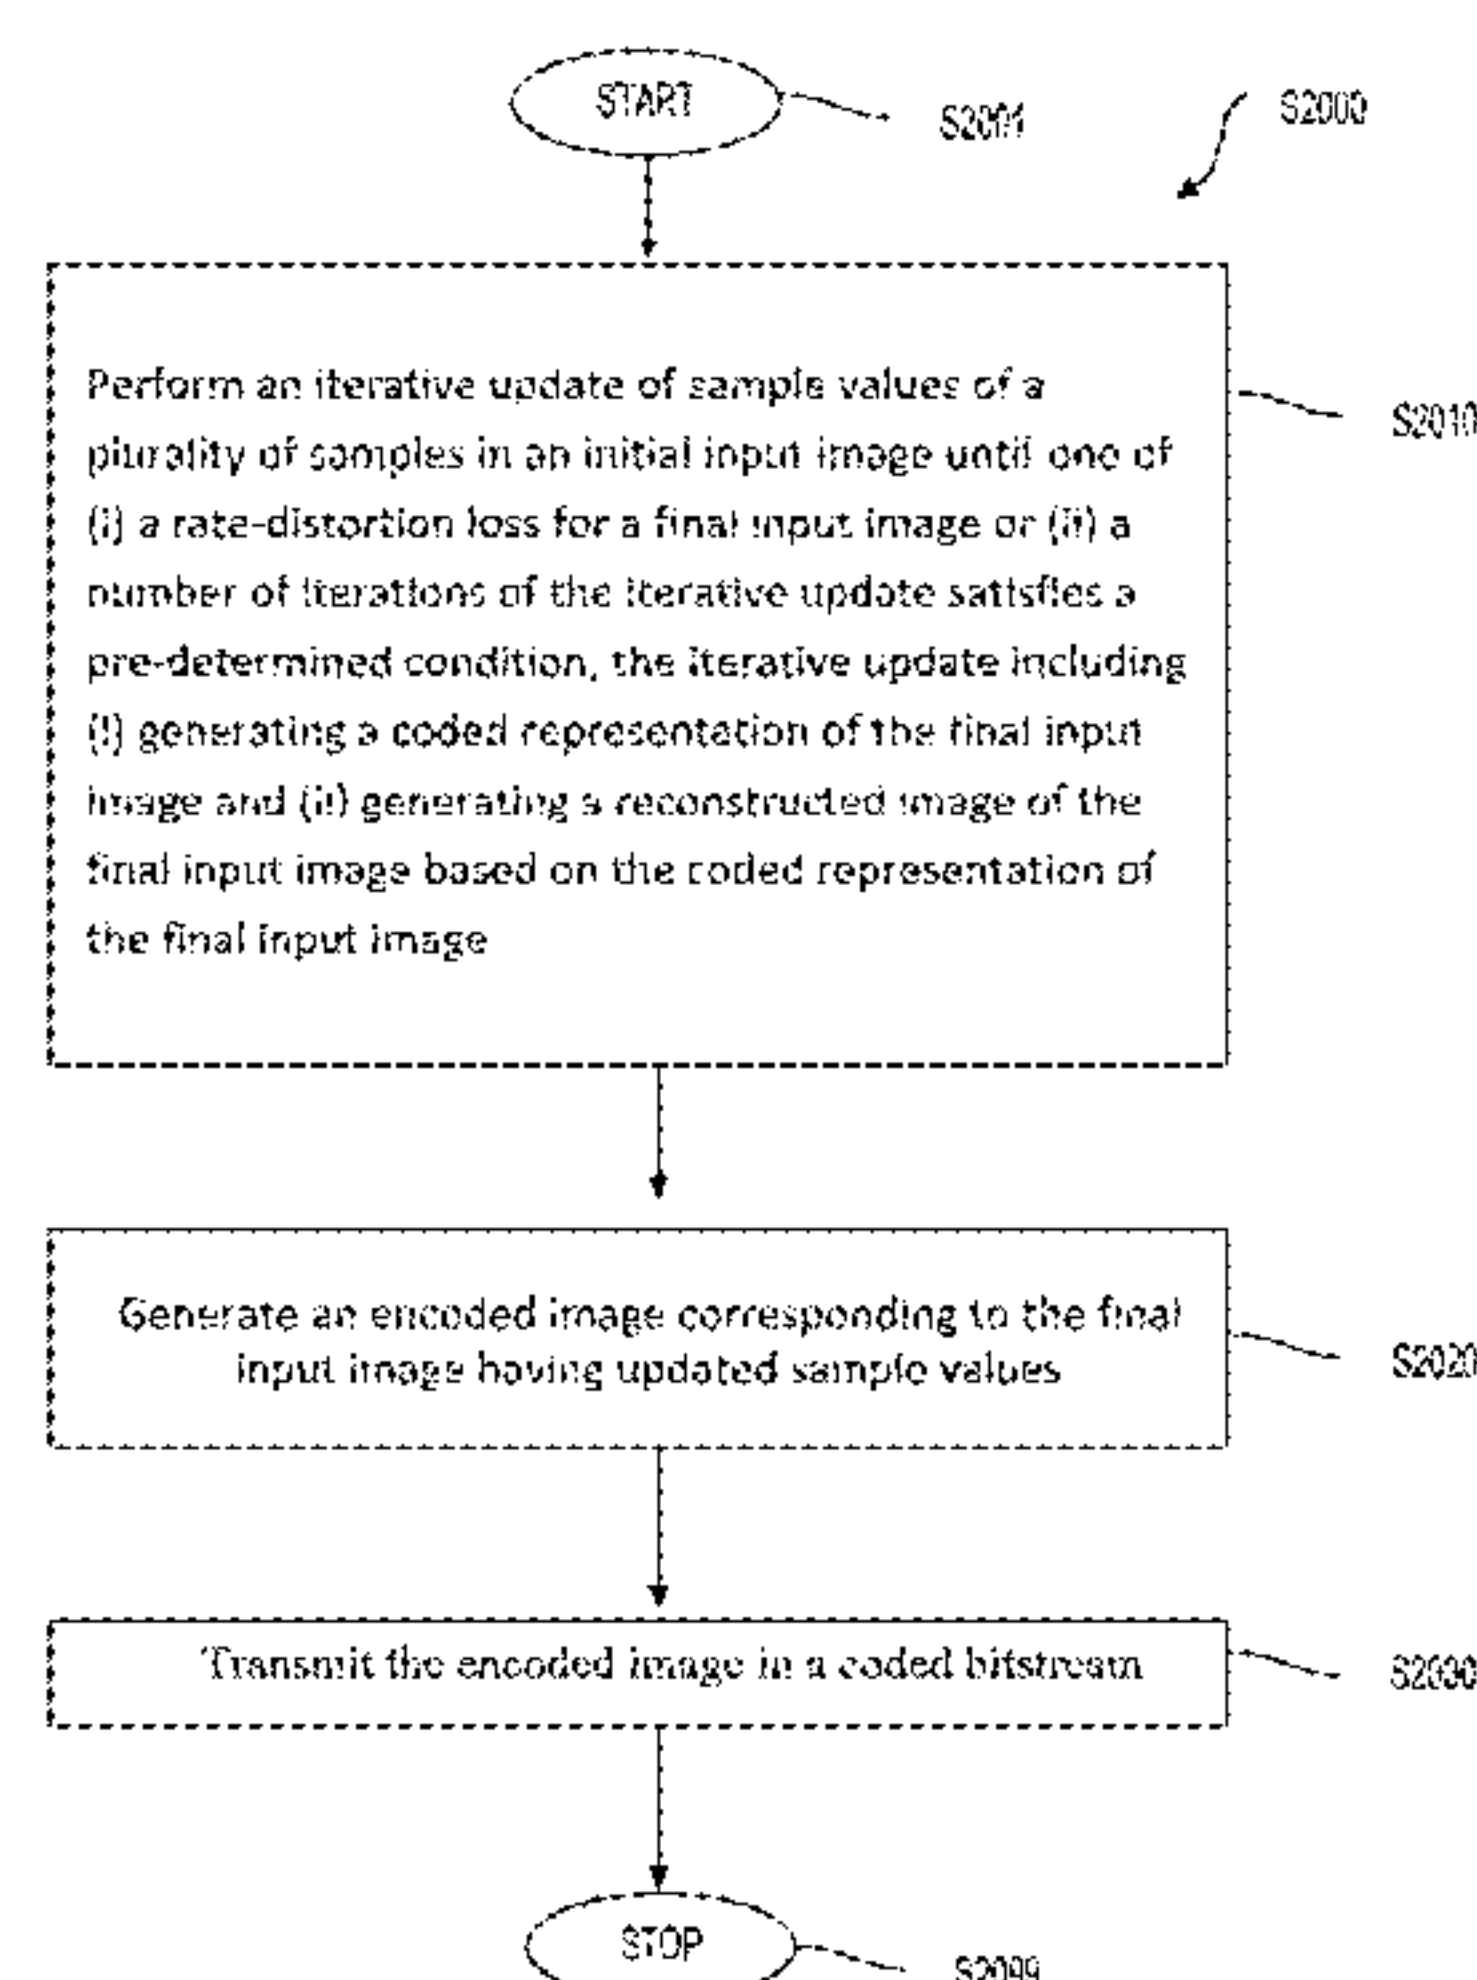 START
S2001
S2000
Perform an iterative update of sample values of a
plurality of samples in an initial input image until one of
(i) a rate-distortion loss for a final input image or (ii) a
number of iterations of the iterative update satisfies a
pre-determined condition, the iterative update including
(i) generating a coded representation of the final input
image and (ii) generating a reconstructed image of the
final input image based on the coded representation of
the final input image
S2010
Generate an encoded image corresponding to the final
input image having updated sample values
S2020
Transmit the encoded image in a coded bitstream
S2030
STOP
S2099